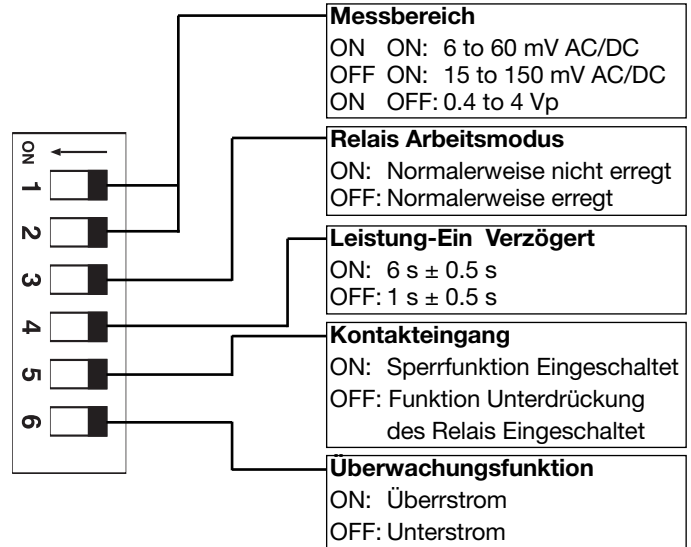 Messbereich
ON ON: 6 to 60 mV AC/DC
OFF ON: 15 to 150 mV AC/DC
ON OFF: 0.4 to 4 Vp
Relais Arbeitsmodus
ON: Normalerweise nicht erregt
OFF: Normalerweise erregt
Leistung-Ein Verzögert
ON: 6 s ± 0.5 s
OFF: 1 s ± 0.5 s
Kontakteingang
ON: Sperrfunktion Eingeschaltet
OFF: Funktion Unterdrückung
des Relais Eingeschaltet
Überwachungsfunktion
ON: Überrstrom
OFF: Unterstrom
ON
1
2
3
4
5
6